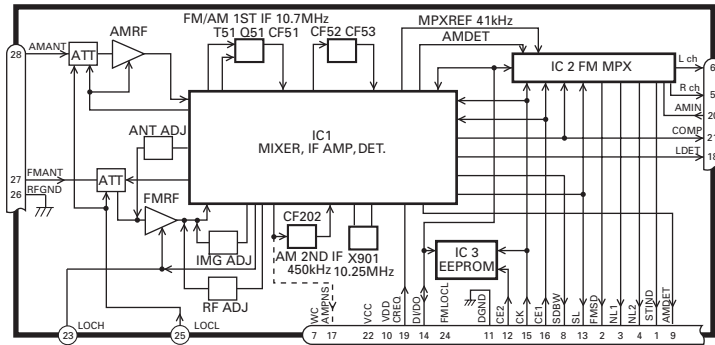 FM/AM 1ST IF 10.7MHz
T51 Q51 CF51
CF52 CF53
MPXREF 41kHz
AMDET
AMRF
28
AMANT
ATT
IC 2 FM MPX
L ch
6
R ch
5
AMIN
20
COMP
21
LDET
18
IC1
MIXER, IF AMP, DET.
ANT ADJ
27
FMANT
26
RFGND
ATT
FMRF
IMG ADJ
RF ADJ
CF202
AM 2ND IF
450kHz
X901
10.25MHz
IC 3
EEPROM
LOCH
23
LOCL
25
WC
7
AMPNS
17
VCC
22
VDD
10
CREQ
19
DI/DO
14
FMLOCL
24
DGND
11
CE2
12
CK
15
CE1
16
SDBW
8
SL
13
FMSD
2
NL1
3
NL2
4
STIND
1
AMDET
9